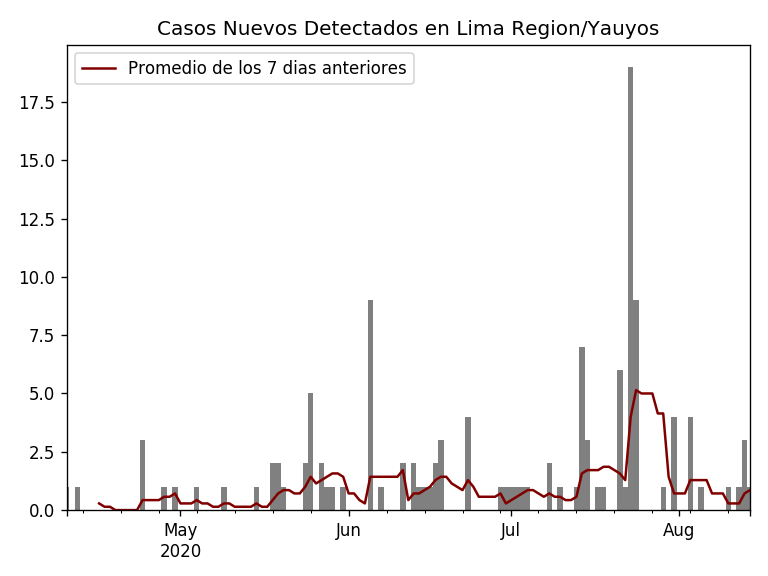 Casos Nuevos Detectados en Lima Region/Yauyos
Promedio de los 7 dias anteriores
17.5
15.0
12.5
10.0
7.5
5.0
2.5
0.0
May
2020
Jun
Jul
Aug